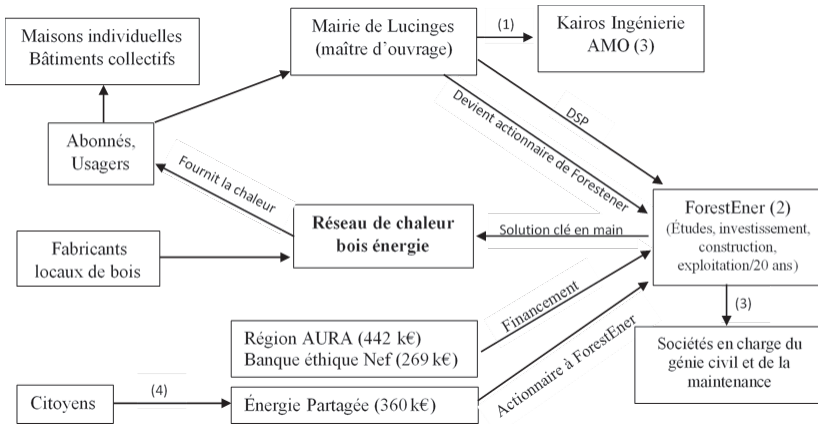 Maisons individuelles
Bâtiments collectifs
Mairie de Lucinges
(maître d'ouvrage)
(1)
Kairos Ingénierie
AMO (3)
Abonnés,
Usagers
DSP
Devient actionnaire de Forestener
Fournit la chaleur
Réseau de chaleur
bois énergie
Solution clé en main
ForestEner (2)
(Études, investissement,
construction,
exploitation/20 ans)
Fabricants
locaux de bois
Financement
(3)
Région AURA (442 k€)
Banque éthique Nef (269 k€)
Actionnaire à ForestEner
Sociétés en charge du
génie civil et de la
maintenance
Citoyens
(4)
Énergie Partagée (360 k€)